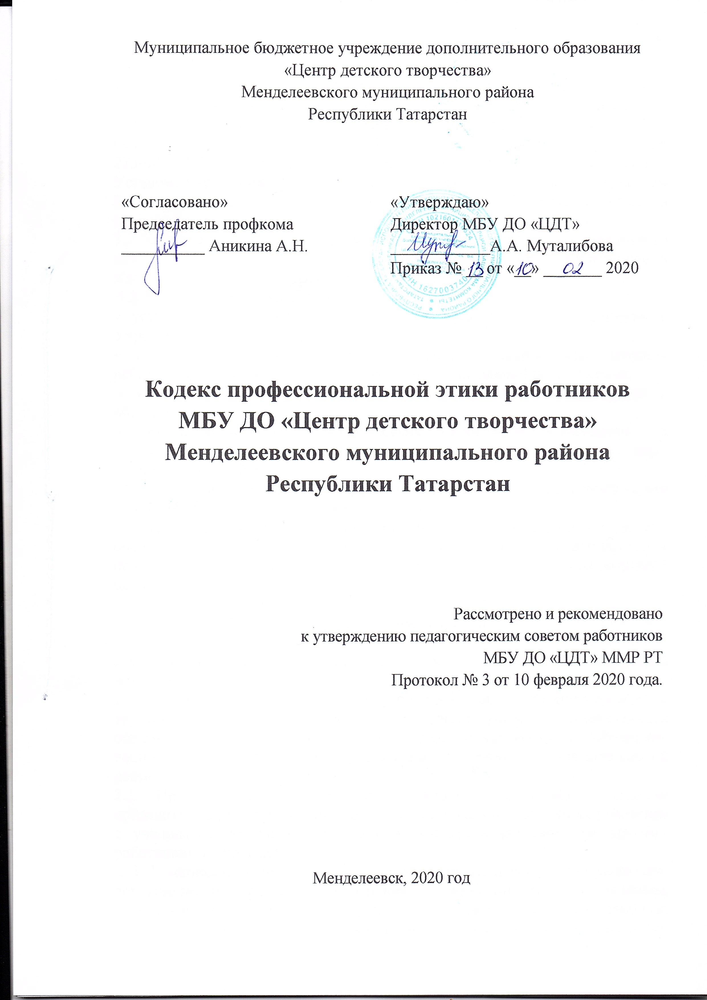 Муниципальное бюджетное учреждение дополнительного образования
«Центр детского творчества»
Менделеевского муниципального района
Республики Татарстан
«Согласовано»
Председатель профкома
__________ Аникина А.Н.
«Утверждаю»
Директор МБУ ДО «ЦДТ»
____________А.А. Муталибова
Приказ № 13 от «10» 02 2020
ИНН 1627003740
Кодекс профессиональной этики работников
МБУ ДО «Центр детского творчества»
Менделеевского муниципального района
Республики Татарстан
Рассмотрено и рекомендовано
к утверждению педагогическим советом работников
МБУ ДО «ЦДТ» ММР РТ
Протокол № 3 от 10 февраля 2020 года.
Менделеевск, 2020 год